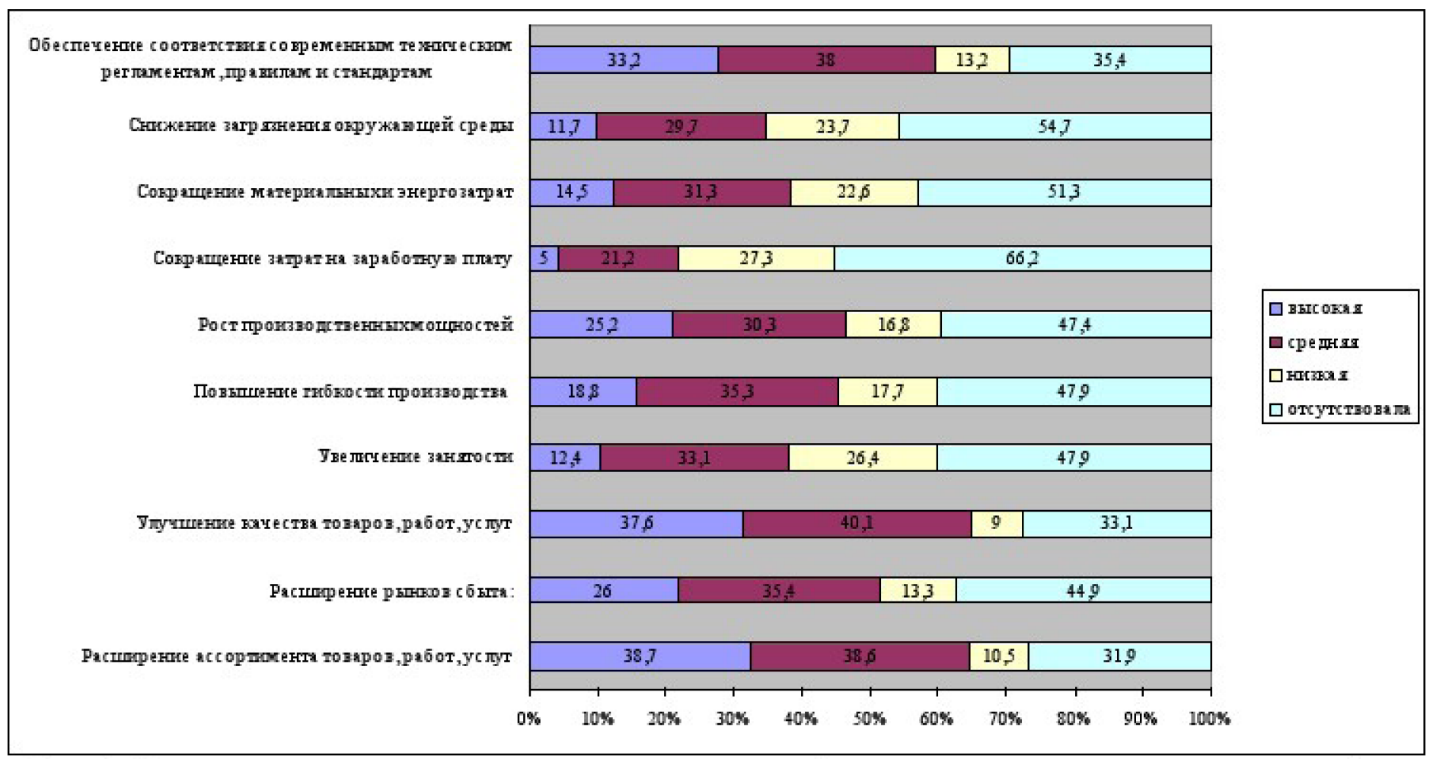 Обеспечение соответствия современным техническим
регламентам, правилам и стандартам
33,2 38 13,2 35,4
Снижение загрязнения окружающей среды
11,7 29,7 23,7 54,7
Сокращение материальных и энергозатрат
14,5 31,3 22,6 51,3
Сокращение затрат на заработную плату
5 21,2 27,3 66,2
Рост производственных мощностей
25,2 30,3 16,8 47,4
Повышение гибкости производства
18,8 35,3 17,7 47,9
Увеличение занятости
12,4 33,1 26,4 47,9
Улучшение качества товаров, работ, услуг
37,6 40,1 9 33,1
Расширение рынков сбыта:
26 35,4 13,3 44,9
Расширение ассортимента товаров, работ, услуг
38,7 38,6 10,5 31,9
0% 10% 20% 30% 40% 50% 60% 70% 80% 90% 100%
высокая
средняя
низкая
отсутствовала